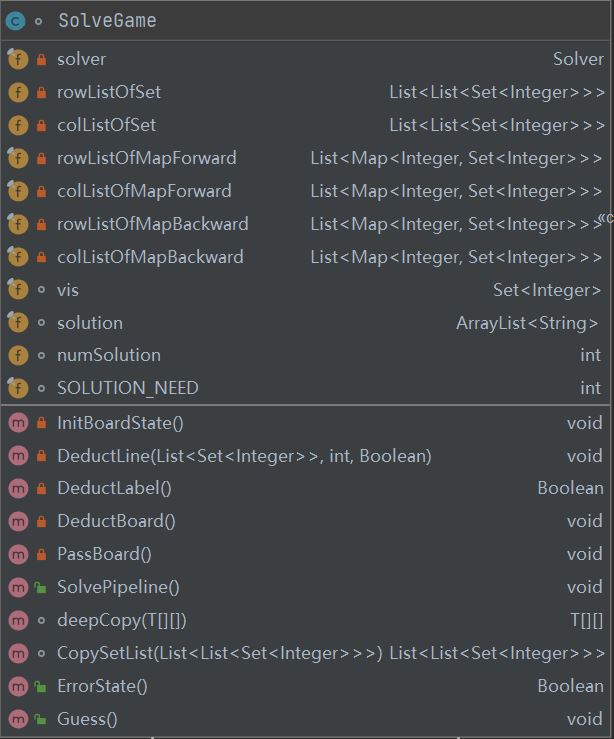 C SolveGame
f solver Solver
f rowListOfSet List<List<Set<Integer>>>
f colListOfSet List<List<Set<Integer>>>
f rowListOfMapForward List<Map<Integer, Set<Integer>>>
f colListOfMapForward List<Map<Integer, Set<Integer>>>
f rowListOfMapBackward List<Map<Integer, Set<Integer>>> «c
f colListOfMapBackward List<Map<Integer, Set<Integer>>>
f vis Set<Integer>
f solution ArrayList<String>
f numSolution int
f SOLUTION_NEED int
m InitBoardState() void
m DeductLine(List<Set<Integer>>, int, Boolean) void
m DeductLabel() Boolean
m DeductBoard() void
m PassBoard() void
m SolvePipeline() void
m deepCopy(T[][]) T[][]
m CopySetList(List<List<Set<Integer>>>) List<List<Set<Integer>>>
m ErrorState() Boolean
m Guess() void